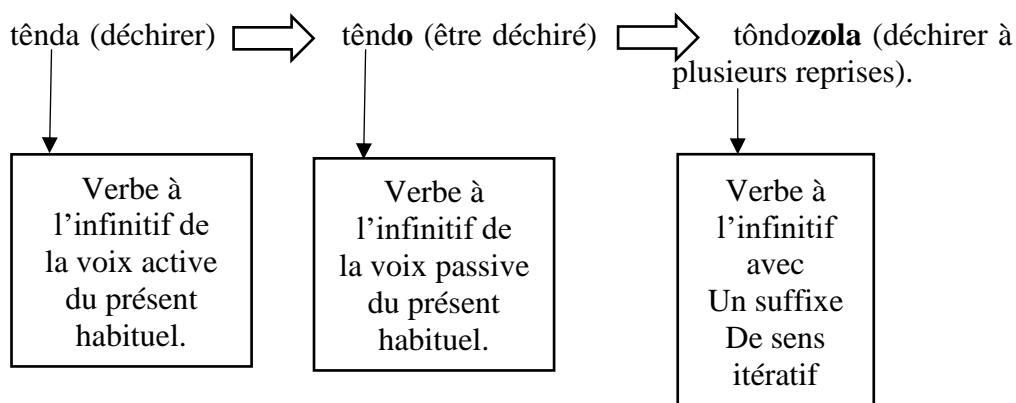 tênda (déchirer) têndo (être déchiré) tôndozola (déchirer à
plusieurs reprises).
Verbe à
l’infinitif de
la voix active
du présent
habituel.
Verbe à
l’infinitif de
la voix passive
du présent
habituel.
Verbe à
l’infinitif
avec
Un suffixe
De sens
itératif